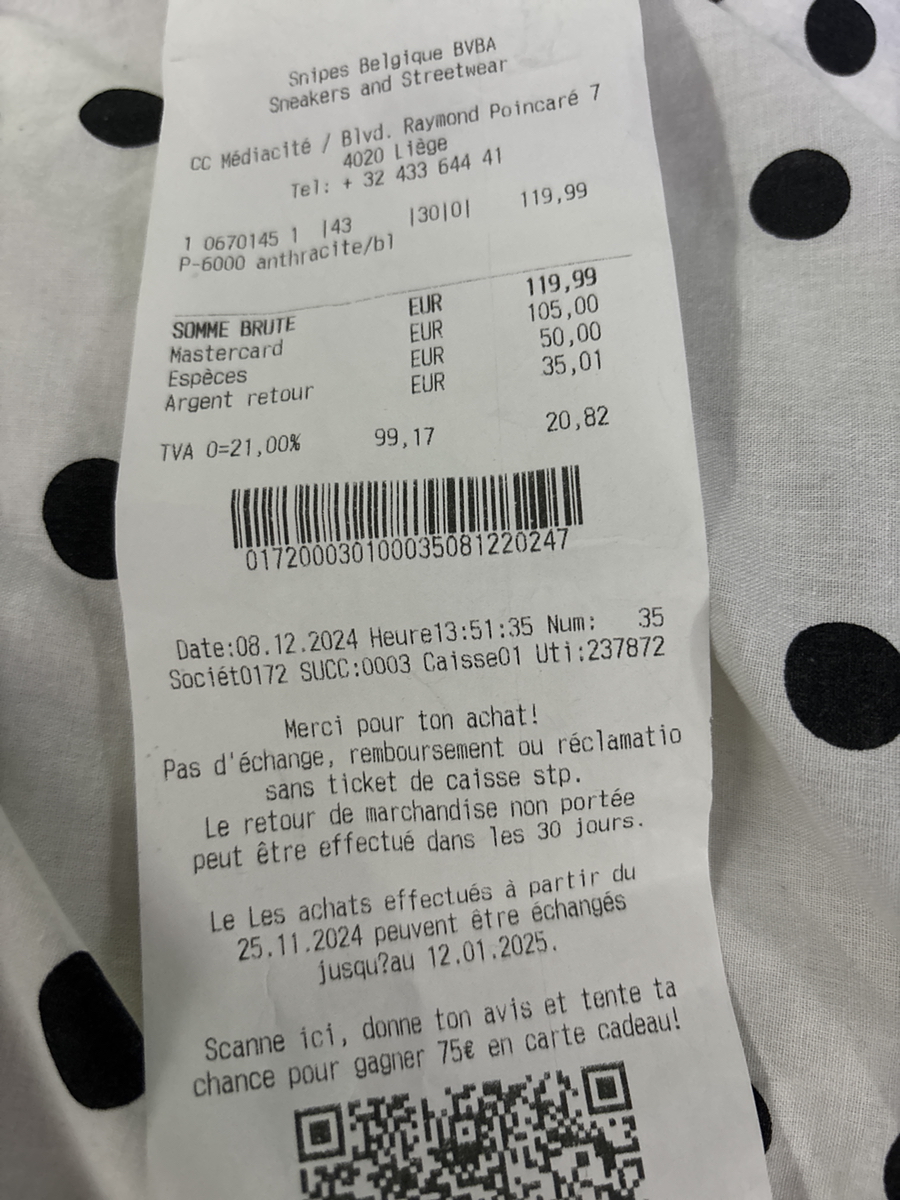 Snipes Belgique BVBA
Sneakers and Streetwear
CC Médiacité / Blvd. Raymond Poincaré 7
4020 Liège
Tel: + 32 433 644 41
1 0670145 1 |43 |30|0| 119,99
P-6000 anthracite/bl
SOMME BRUTE EUR 119,99
Mastercard EUR 105,00
Espèces EUR 50,00
Argent retour EUR 35,01
TVA 0=21,00% 99,17 20,82
017200030100035081220247
Date:08.12.2024 Heure13:51:35 Num: 35
Sociét0172 SUCC:0003 Caisse01 Uti:237872
Merci pour ton achat!
Pas d'échange, remboursement ou réclamatio
sans ticket de caisse stp.
Le retour de marchandise non portée
peut être effectué dans les 30 jours.
Le Les achats effectués à partir du
25.11.2024 peuvent être échangés
jusqu?au 12.01.2025.
Scanne ici, donne ton avis et tente ta
chance pour gagner 75€ en carte cadeau!